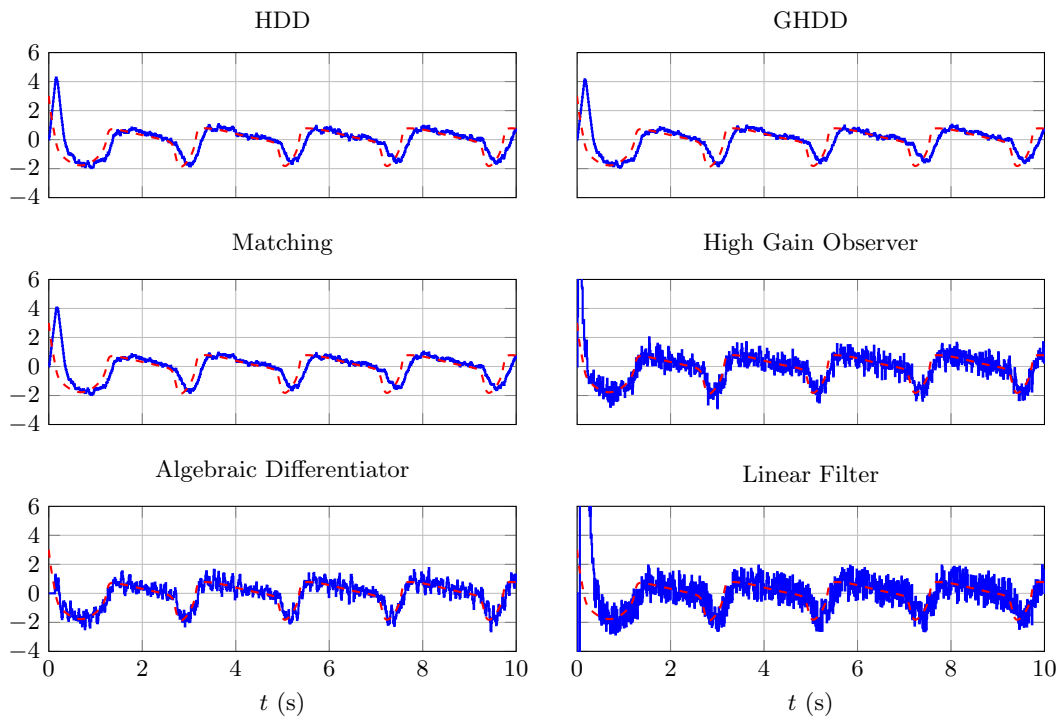 HDD
GHDD
6
4
2
0
−2
−4
Matching
High Gain Observer
6
4
2
0
−2
−4
Algebraic Differentiator
Linear Filter
6
4
2
0
−2
−4
0 2 4 6 8 10
0 2 4 6 8 10
t (s)
t (s)